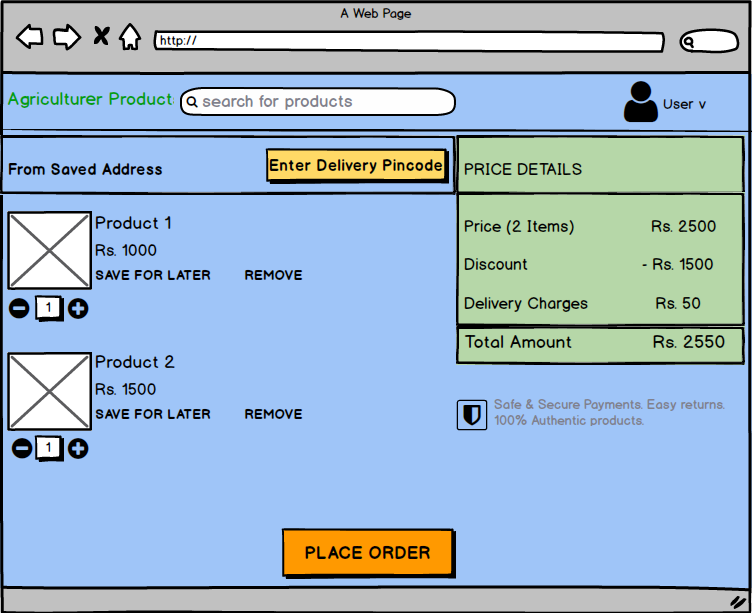 A Web Page
http://
Agriculturer Product
search for products
User v
From Saved Address
Enter Delivery Pincode
Product 1
Rs. 1000
SAVE FOR LATER REMOVE
1
Product 2
Rs. 1500
SAVE FOR LATER REMOVE
1
PRICE DETAILS
Price (2 Items) Rs. 2500
Discount - Rs. 1500
Delivery Charges Rs. 50
Total Amount Rs. 2550
Safe & Secure Payments. Easy returns.
100% Authentic products.
PLACE ORDER